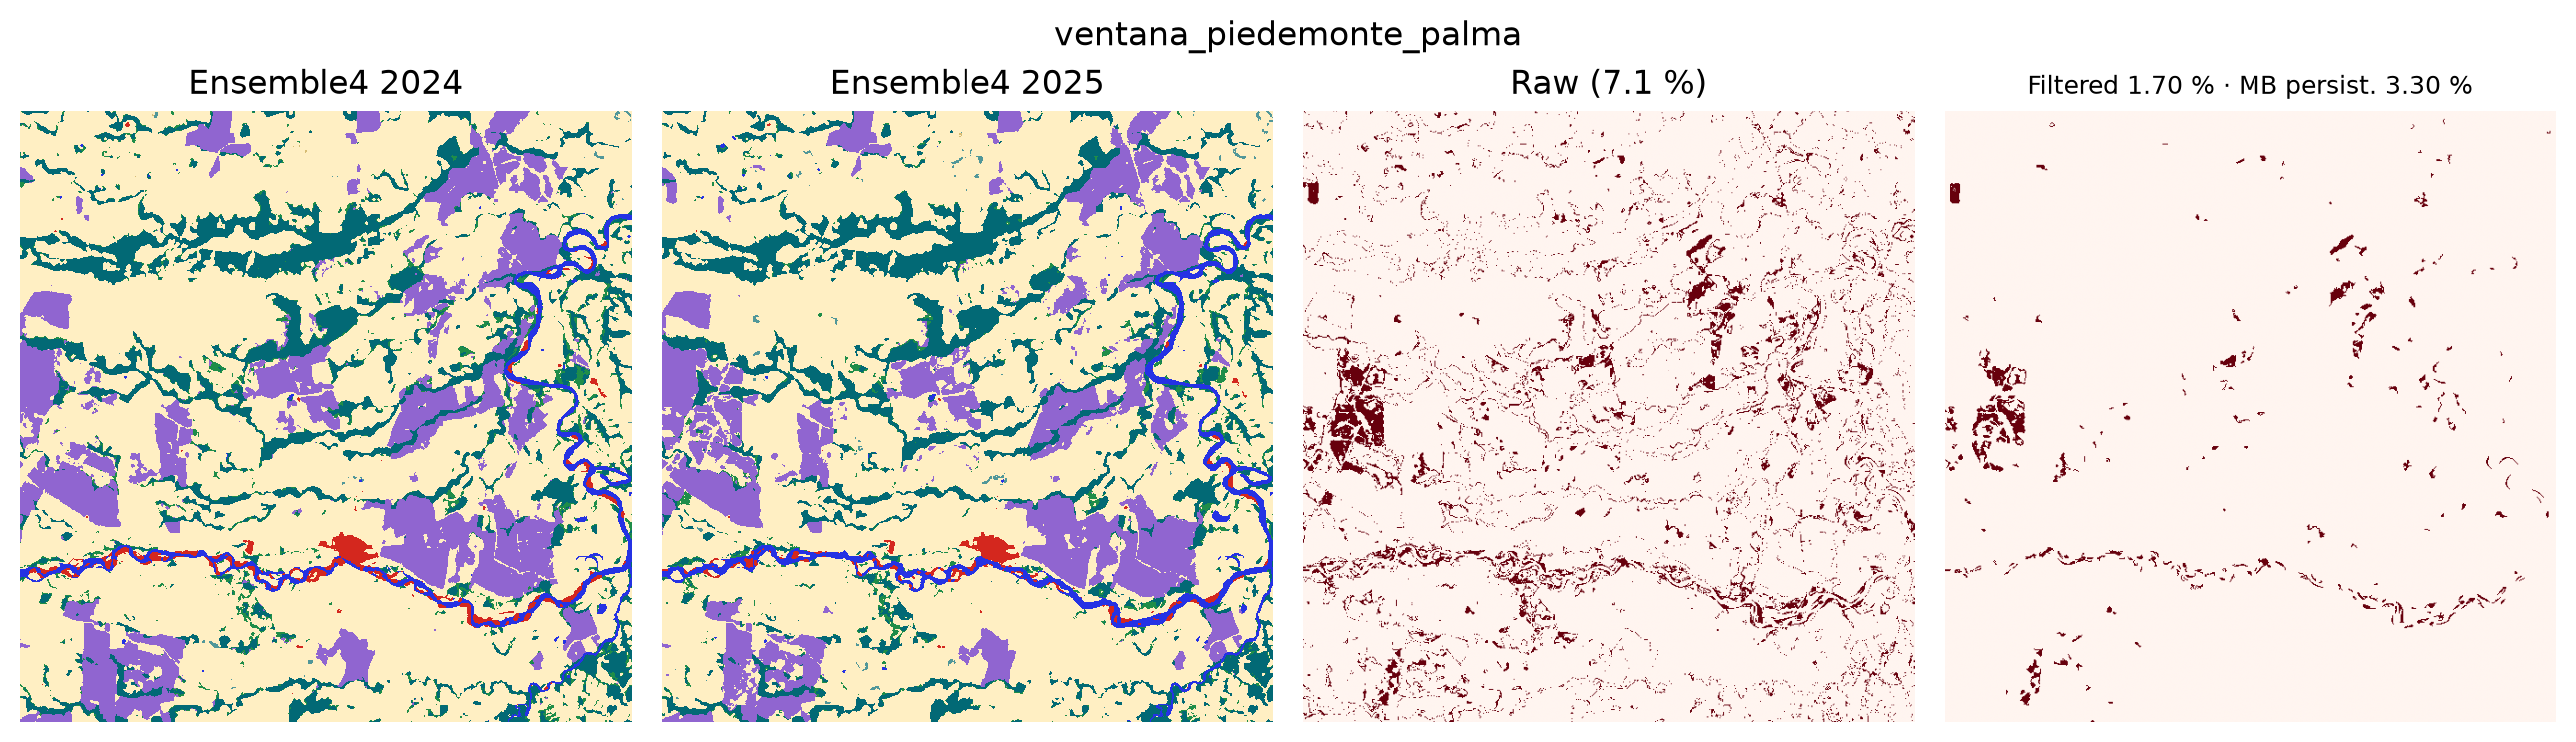 ventana_piedemonte_palma
Ensemble4 2024
Ensemble4 2025
Raw (7.1 %)
Filtered 1.70 % · MB persist. 3.30 %